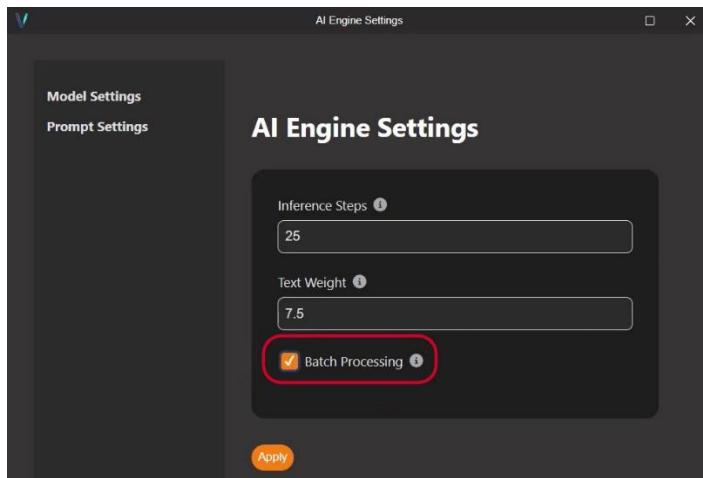 AI Engine Settings
Model Settings
Prompt Settings
AI Engine Settings
Inference Steps
25
Text Weight
7.5
Batch Processing
Apply